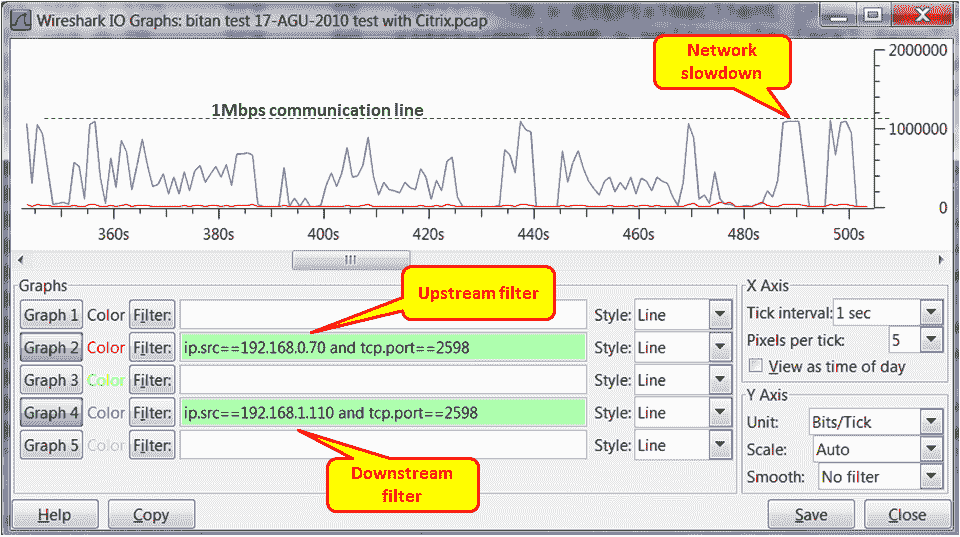 Wireshark IO Graphs: bitan test 17-AGU-2010 test with Citrix.pcap
Network
slowdown
2000000
1Mbps communication line
1000000
0
360s 380s 400s 420s 440s 460s 480s 500s
Graphs
Upstream filter
Graph 1 Color Filter: Style: Line
Graph 2 Color Filter: ip.src==192.168.0.70 and tcp.port==2598 Style: Line
Graph 3 Color Filter: Style: Line
Graph 4 Color Filter: ip.src==192.168.1.110 and tcp.port==2598 Style: Line
Graph 5 Color Filter: Style: Line
Downstream
filter
X Axis
Tick interval: 1 sec
Pixels per tick: 5
View as time of day
Y Axis
Unit: Bits/Tick
Scale: Auto
Smooth: No filter
Help Copy Save Close